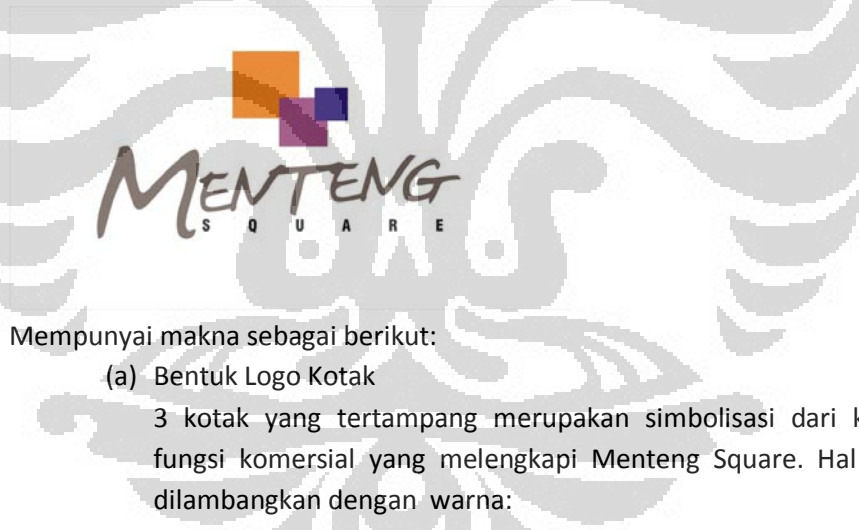 MENTENG
SQUARE
Mempunyai makna sebagai berikut:
(a) Bentuk Logo Kotak
3 kotak yang tertampang merupakan simbolisasi dari
fungsi komersial yang melengkapi Menteng Square. Hal
dilambangkan dengan warna: